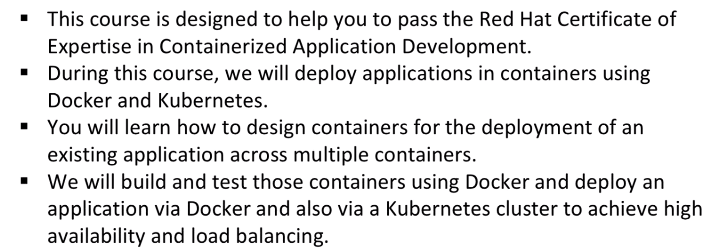 ▪ This course is designed to help you to pass the Red Hat Certificate of
Expertise in Containerized Application Development.
▪ During this course, we will deploy applications in containers using
Docker and Kubernetes.
▪ You will learn how to design containers for the deployment of an
existing application across multiple containers.
▪ We will build and test those containers using Docker and deploy an
application via Docker and also via a Kubernetes cluster to achieve high
availability and load balancing.